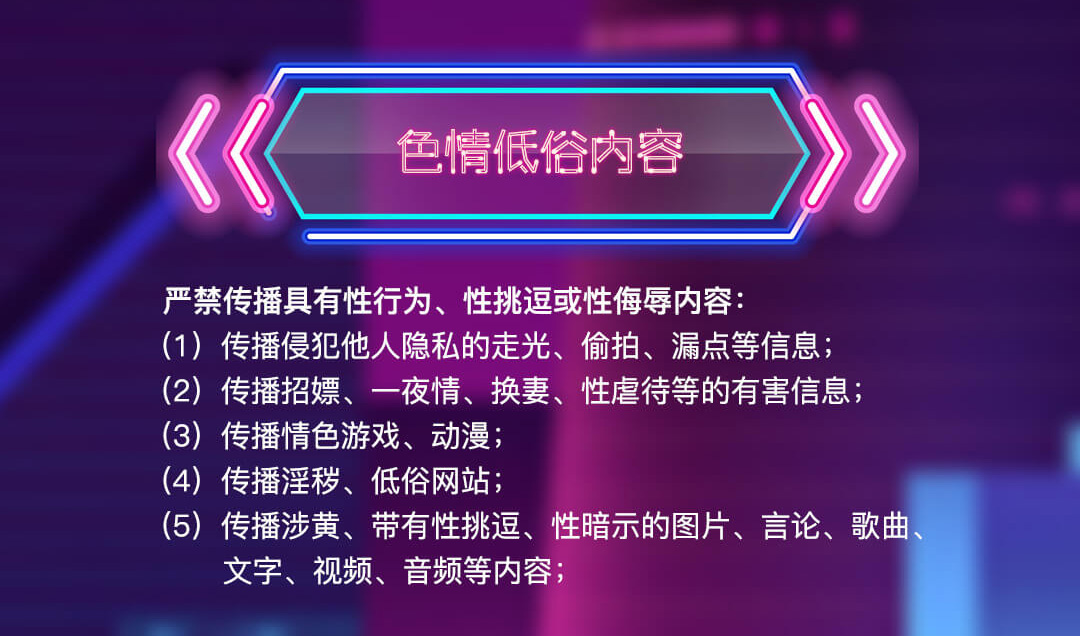 色情低俗内容
严禁传播具有性行为、性挑逗或性侮辱内容：
（1）传播侵犯他人隐私的走光、偷拍、漏点等信息；
（2）传播招嫖、一夜情、换妻、性虐待等的有害信息；
（3）传播情色游戏、动漫；
（4）传播淫秽、低俗网站；
（5）传播涉黄、带有性挑逗、性暗示的图片、言论、歌曲、
文字、视频、音频等内容；